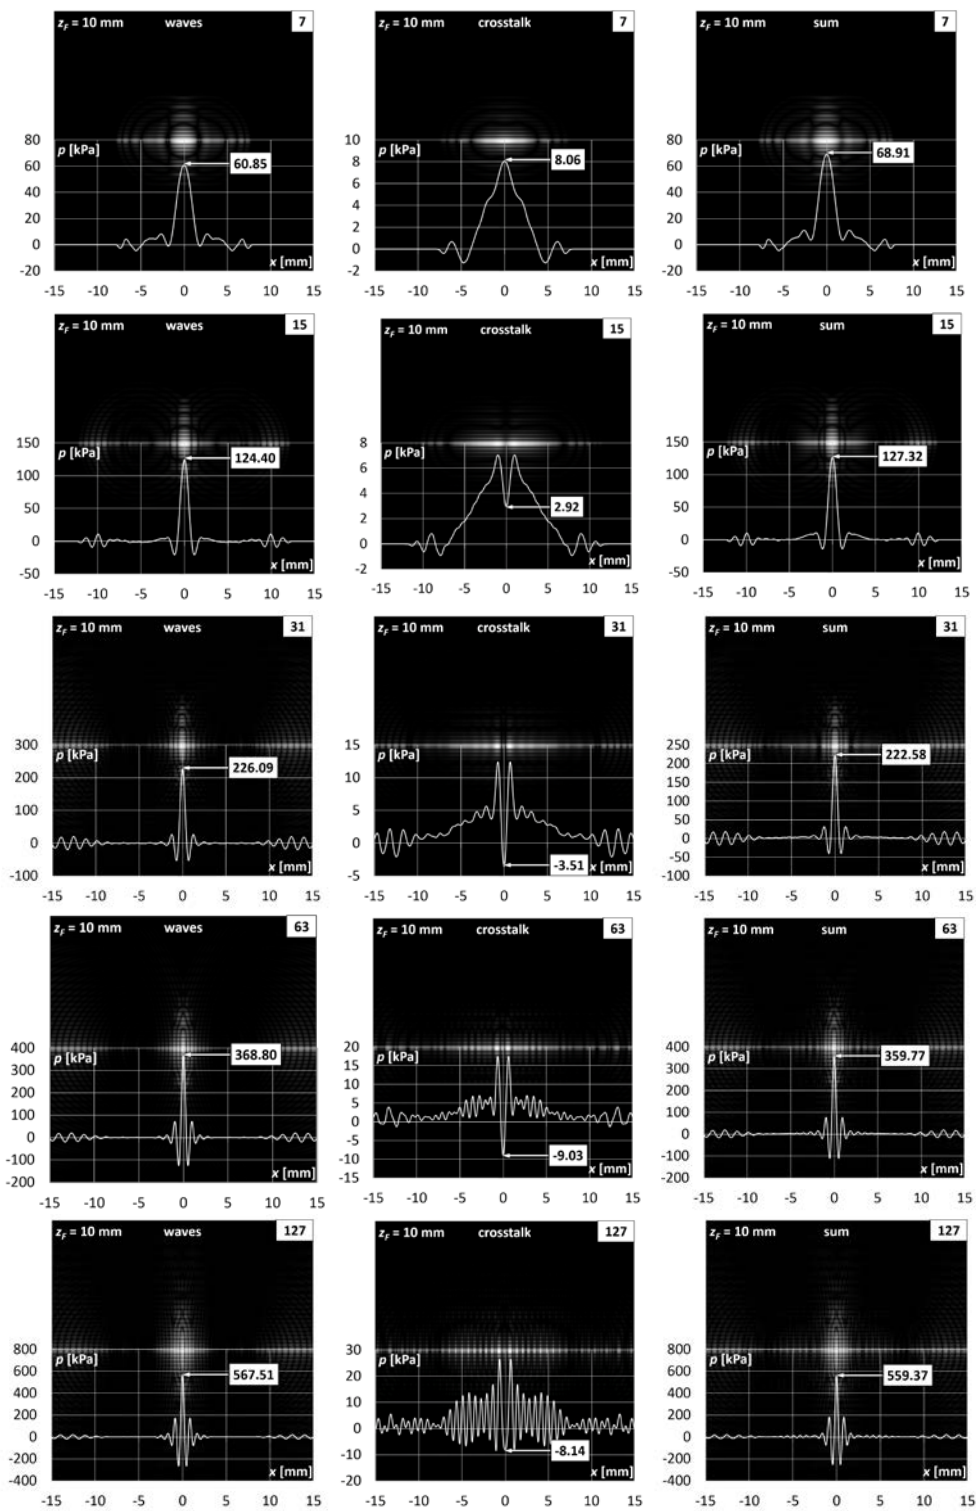 z_F = 10 mm waves 7
z_F = 10 mm crosstalk 7
z_F = 10 mm sum 7
80 p [kPa]
60 60.85
40
20
0
-20 x [mm]
-15 -10 -5 0 5 10 15
10 p [kPa]
8 8.06
6
4
2
0
-2 x [mm]
-15 -10 -5 0 5 10 15
80 p [kPa]
60 68.91
40
20
0
-20 x [mm]
-15 -10 -5 0 5 10 15
z_F = 10 mm waves 15
z_F = 10 mm crosstalk 15
z_F = 10 mm sum 15
150 p [kPa]
124.40
100
50
0
-50 x [mm]
-15 -10 -5 0 5 10 15
8 p [kPa]
6
4
2.92
2
0
-2 x [mm]
-15 -10 -5 0 5 10 15
150 p [kPa]
127.32
100
50
0
-50 x [mm]
-15 -10 -5 0 5 10 15
z_F = 10 mm waves 31
z_F = 10 mm crosstalk 31
z_F = 10 mm sum 31
300 p [kPa]
226.09
200
100
0
x [mm]
-100
-15 -10 -5 0 5 10 15
15 p [kPa]
10
5
0
-3.51 x [mm]
-5
-15 -10 -5 0 5 10 15
250 p [kPa]
222.58
200
150
100
50
0
-50 x [mm]
-100
-15 -10 -5 0 5 10 15
z_F = 10 mm waves 63
z_F = 10 mm crosstalk 63
z_F = 10 mm sum 63
400 p [kPa]
368.80
300
200
100
0
-100
-200 x [mm]
-15 -10 -5 0 5 10 15
20 p [kPa]
15
10
5
0
-5
-9.03
-10
-15 x [mm]
-15 -10 -5 0 5 10 15
400 p [kPa]
359.77
300
200
100
0
-100
-200 x [mm]
-15 -10 -5 0 5 10 15
z_F = 10 mm waves 127
z_F = 10 mm crosstalk 127
z_F = 10 mm sum 127
800 p [kPa]
600 567.51
400
200
0
-200
-400 x [mm]
-15 -10 -5 0 5 10 15
30 p [kPa]
20
10
0
-8.14
-10
-20 x [mm]
-15 -10 -5 0 5 10 15
800 p [kPa]
600 559.37
400
200
0
-200
-400 x [mm]
-15 -10 -5 0 5 10 15